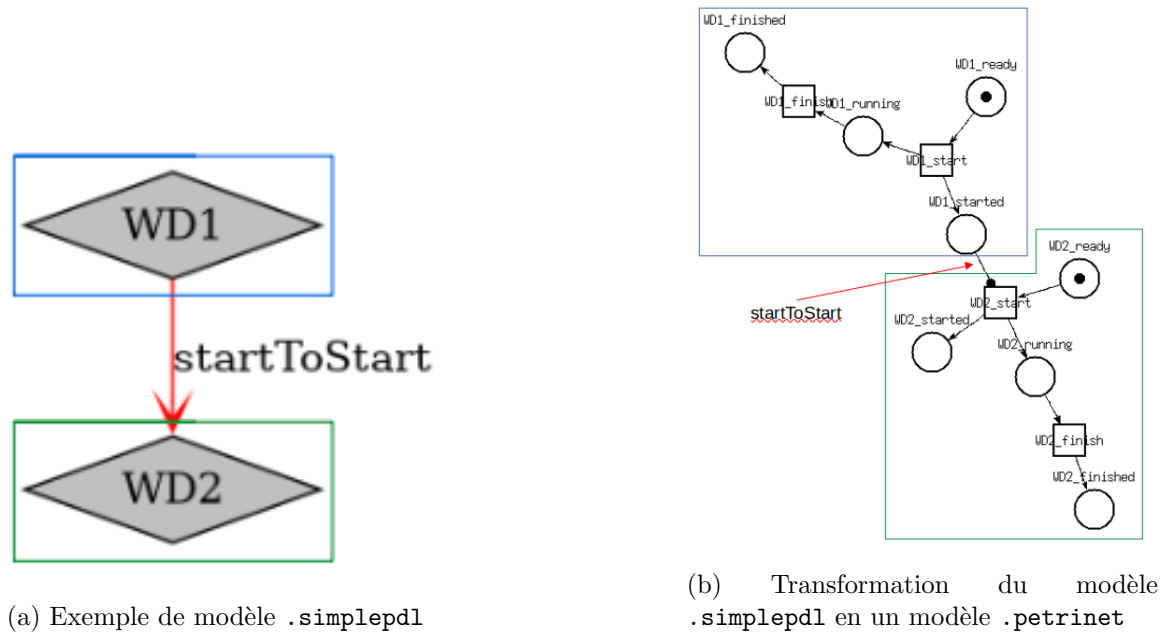 WD1
startToStart
WD2
(a) Exemple de modèle .simplepdl
WD1_finished
WD1_ready
WD1_finish
WD1_running
WD1_start
WD1_started
WD2_ready
startToStart
WD2_start
WD2_started
WD2_running
WD2_finish
WD2_finished
(b) Transformation du modèle
.simplepdl en un modèle .petrinet